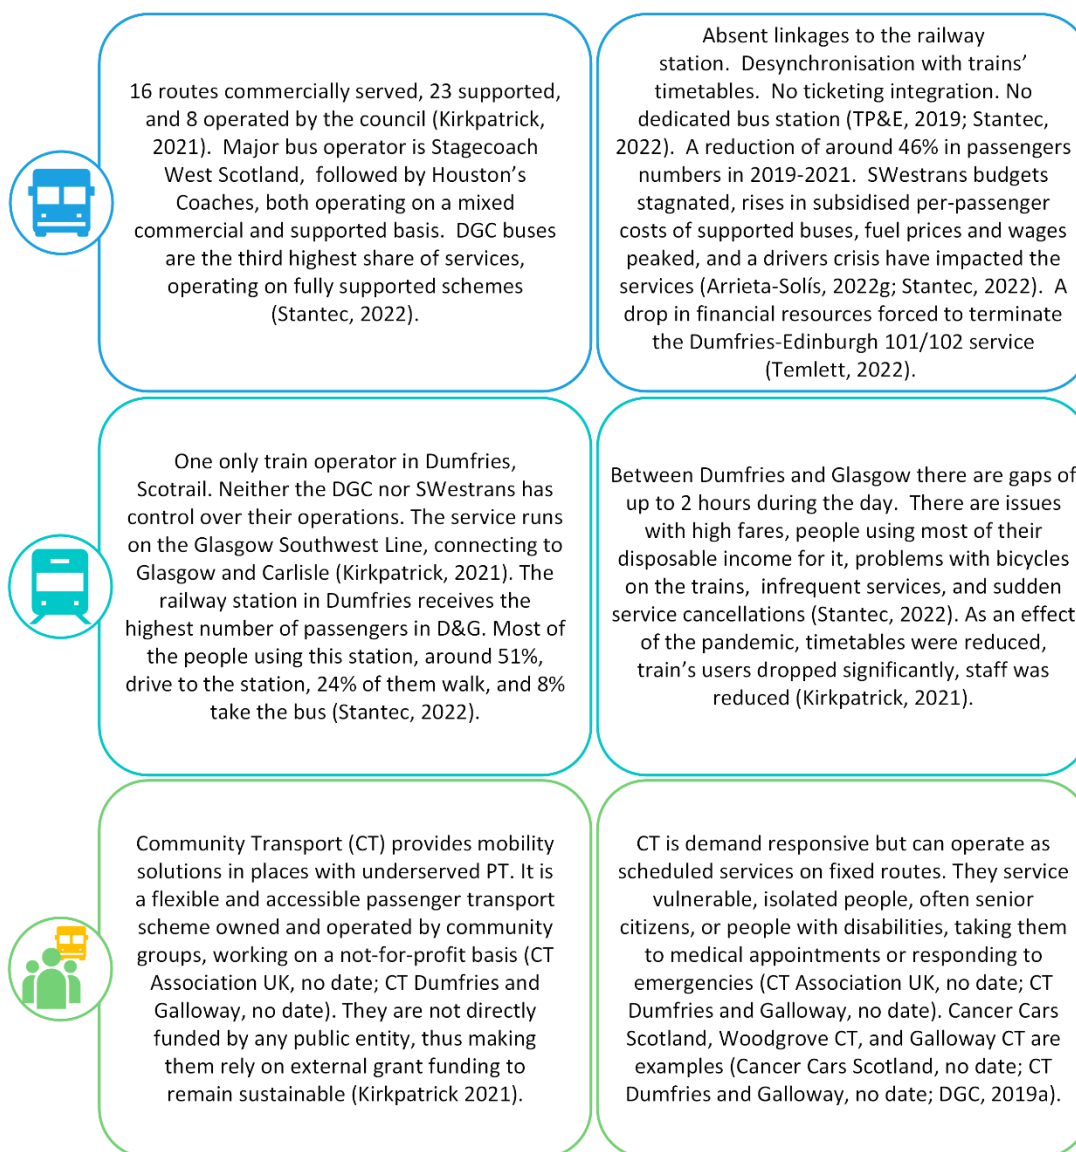 16 routes commercially served, 23 supported,
and 8 operated by the council (Kirkpatrick,
2021).  Major bus operator is Stagecoach
West Scotland,  followed by Houston’s
Coaches, both operating on a mixed
commercial and supported basis.  DGC buses
are the third highest share of services,
operating on fully supported schemes
(Stantec, 2022).
Absent linkages to the railway
station.  Desynchronisation with trains’
timetables.  No ticketing integration. No
dedicated bus station (TP&E, 2019; Stantec,
2022).  A reduction of around 46% in passengers
numbers in 2019-2021.  SWestrans budgets
stagnated, rises in subsidised per-passenger
costs of supported buses, fuel prices and wages
peaked, and a drivers crisis have impacted the
services (Arrieta-Solís, 2022g; Stantec, 2022).  A
drop in financial resources forced to terminate
the Dumfries-Edinburgh 101/102 service
(Temlett, 2022).
One only train operator in Dumfries,
Scotrail. Neither the DGC nor SWestrans has
control over their operations. The service runs
on the Glasgow Southwest Line, connecting to
Glasgow and Carlisle (Kirkpatrick, 2021). The
railway station in Dumfries receives the
highest number of passengers in D&G. Most of
the people using this station, around 51%,
drive to the station, 24% of them walk, and 8%
take the bus (Stantec, 2022).
Between Dumfries and Glasgow there are gaps of
up to 2 hours during the day.  There are issues
with high fares, people using most of their
disposable income for it, problems with bicycles
on the trains,  infrequent services, and sudden
service cancellations (Stantec, 2022). As an effect
of the pandemic, timetables were reduced,
train’s users dropped significantly, staff was
reduced (Kirkpatrick, 2021).
Community Transport (CT) provides mobility
solutions in places with underserved PT. It is
a flexible and accessible passenger transport
scheme owned and operated by community
groups, working on a not-for-profit basis (CT
Association UK, no date; CT Dumfries and
Galloway, no date). They are not directly
funded by any public entity, thus making
them rely on external grant funding to
remain sustainable (Kirkpatrick 2021).
CT is demand responsive but can operate as
scheduled services on fixed routes. They service
vulnerable, isolated people, often senior
citizens, or people with disabilities, taking them
to medical appointments or responding to
emergencies (CT Association UK, no date; CT
Dumfries and Galloway, no date). Cancer Cars
Scotland, Woodgrove CT, and Galloway CT are
examples (Cancer Cars Scotland, no date; CT
Dumfries and Galloway, no date; DGC, 2019a).